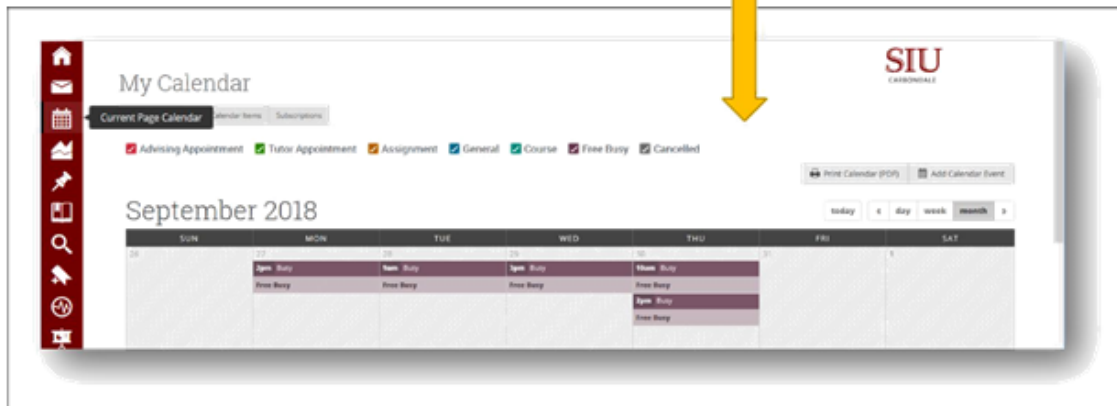 SIU
CARBONDALE
My Calendar
Current Page Calendar
Calendar Items Subscriptions
Advising Appointment Tutor Appointment Assignment General Course Free Busy Cancelled
Print Calendar (PDF) Add Calendar Event
September 2018
today < day week month >
SUN MON TUE WED THU FRI SAT
26 27 28 29 30 31 1
2pm Busy 9am Busy 3pm Busy 10am Busy
Free Busy Free Busy Free Busy Free Busy
2pm Busy
Free Busy